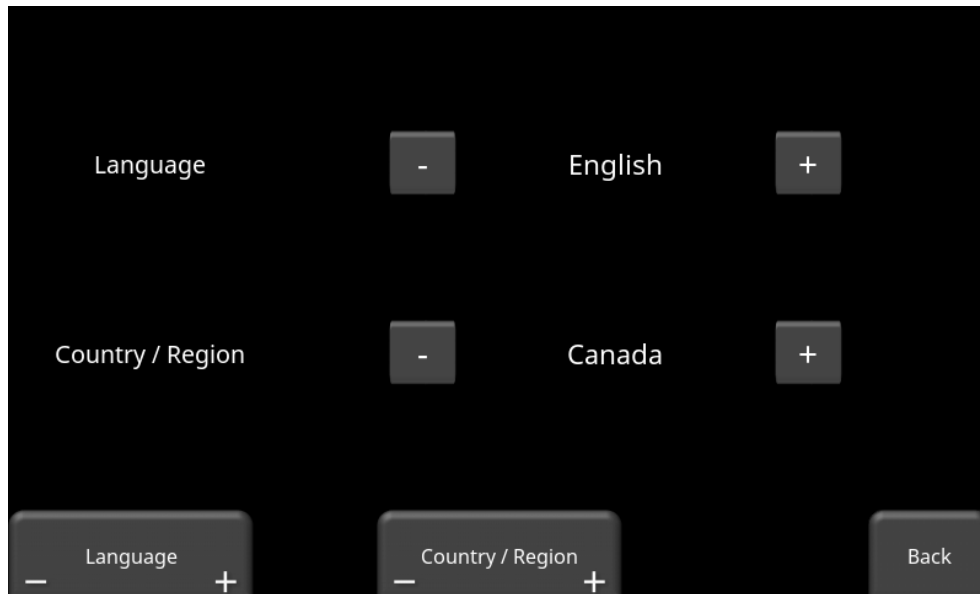 Language - English +
Country / Region - Canada +
Language
- +
Country / Region
- +
Back